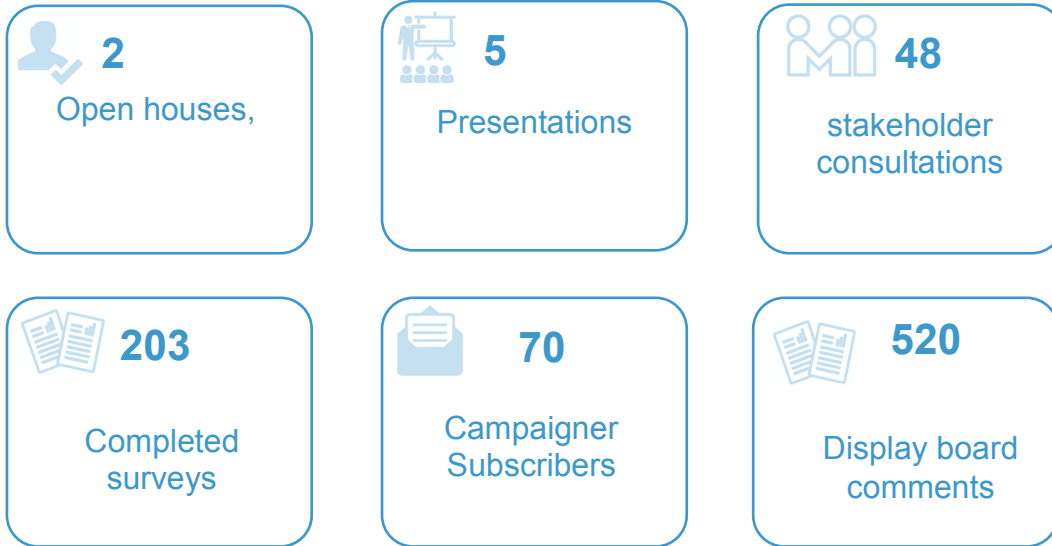 2
Open houses,
5
Presentations
48
stakeholder
consultations
203
Completed
surveys
70
Campaigner
Subscribers
520
Display board
comments